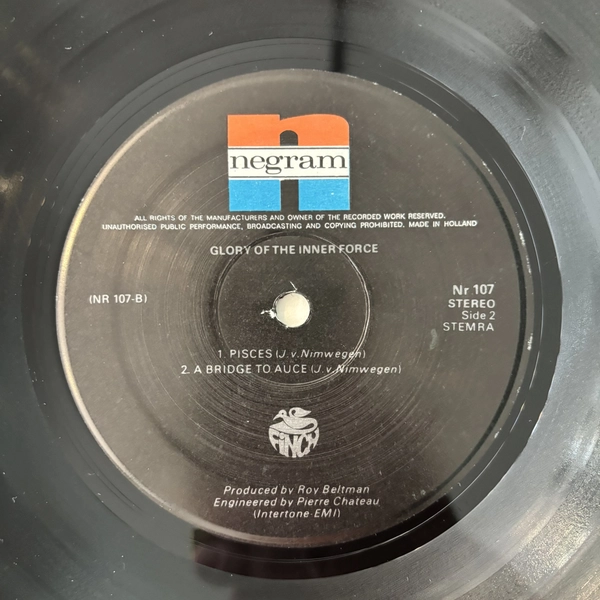 negram
ALL RIGHTS OF THE MANUFACTURERS AND OWNER OF THE RECORDED WORK RESERVED.
UNAUTHORISED PUBLIC PERFORMANCE, BROADCASTING AND COPYING PROHIBITED. MADE IN HOLLAND
GLORY OF THE INNER FORCE
(NR 107-B)
Nr 107
STEREO
Side 2
STEMRA
1. PISCES (J.v.Nimwegen)
2. A BRIDGE TO AUCE (J.v.Nimwegen)
FINCH
Produced by Roy Beltman
Engineered by Pierre Chateau
(Intertone-EMI)